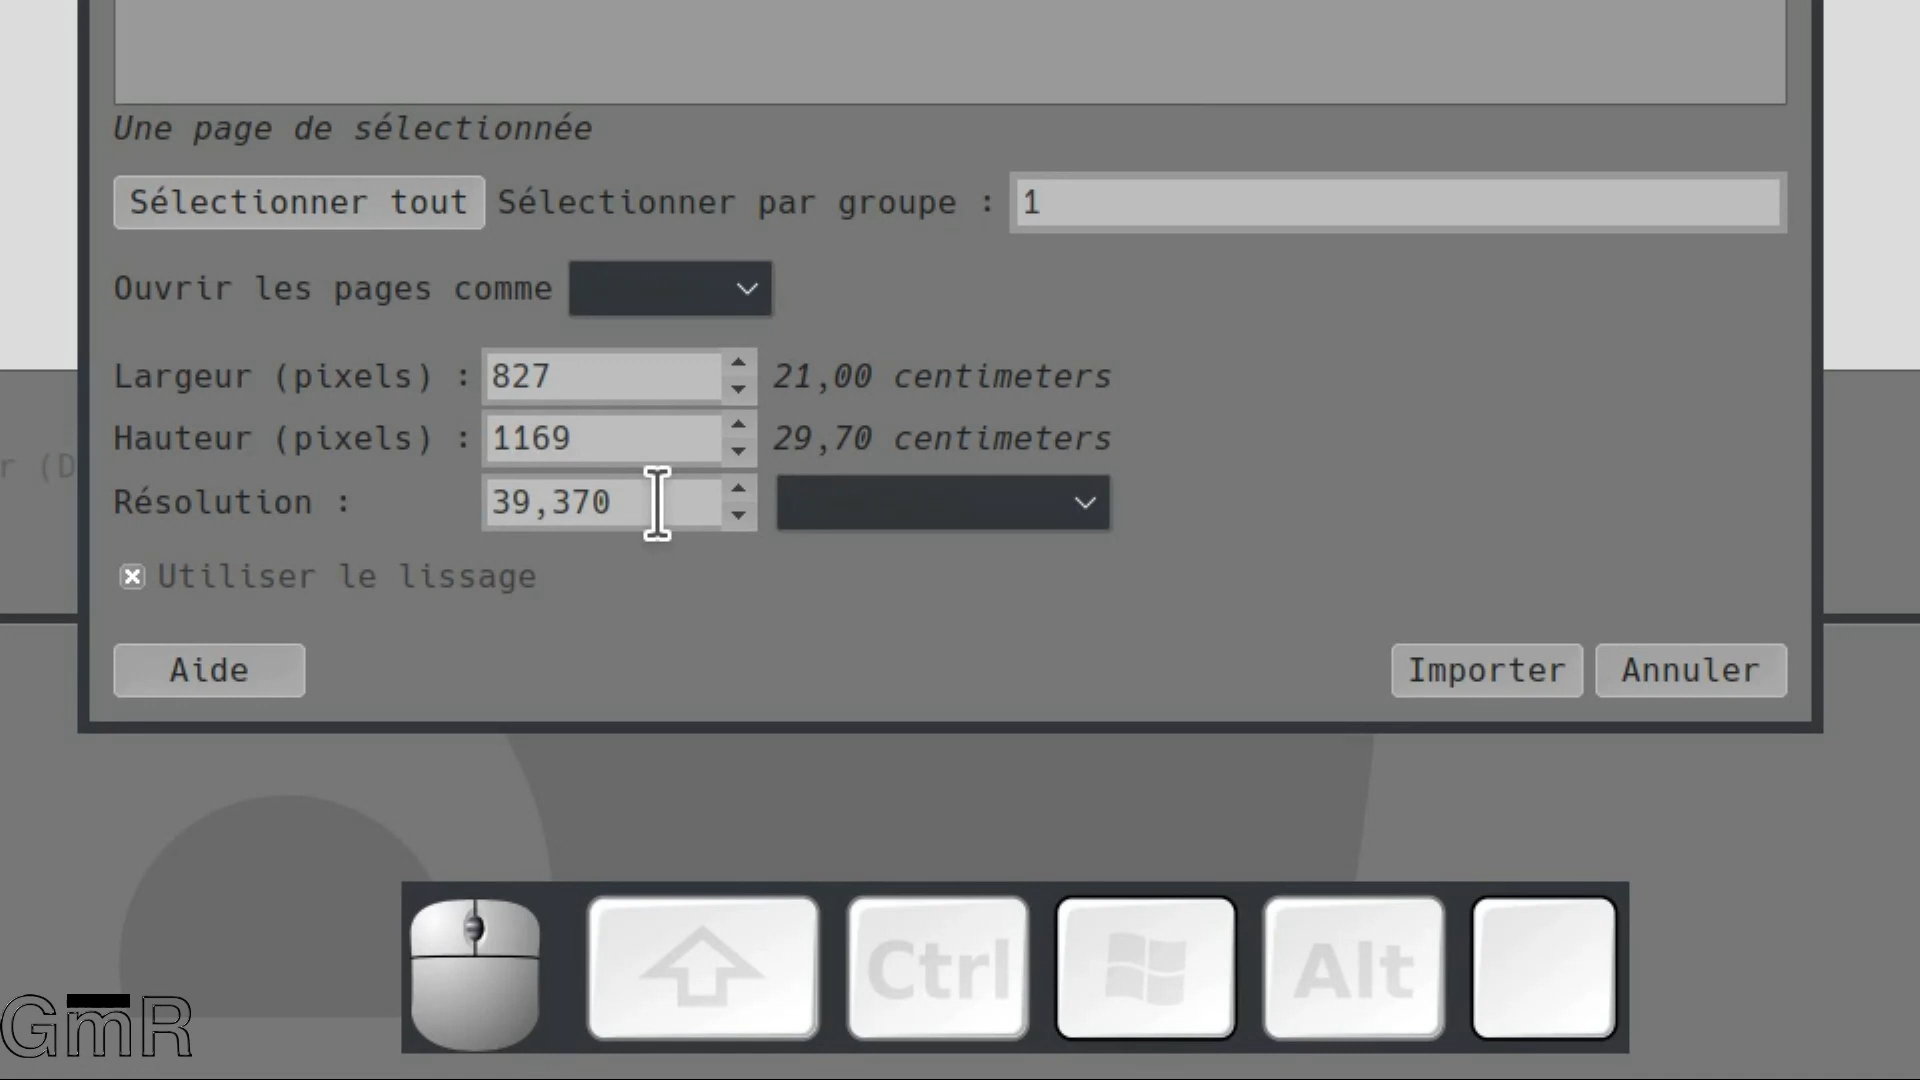 Une page de sélectionnée
Sélectionner tout Sélectionner par groupe : 1
Ouvrir les pages comme
Largeur (pixels) : 827 21,00 centimeters
Hauteur (pixels) : 1169 29,70 centimeters
r (D
Résolution : 39,370
Utiliser le lissage
Aide Importer Annuler
Ctrl Alt
GmR